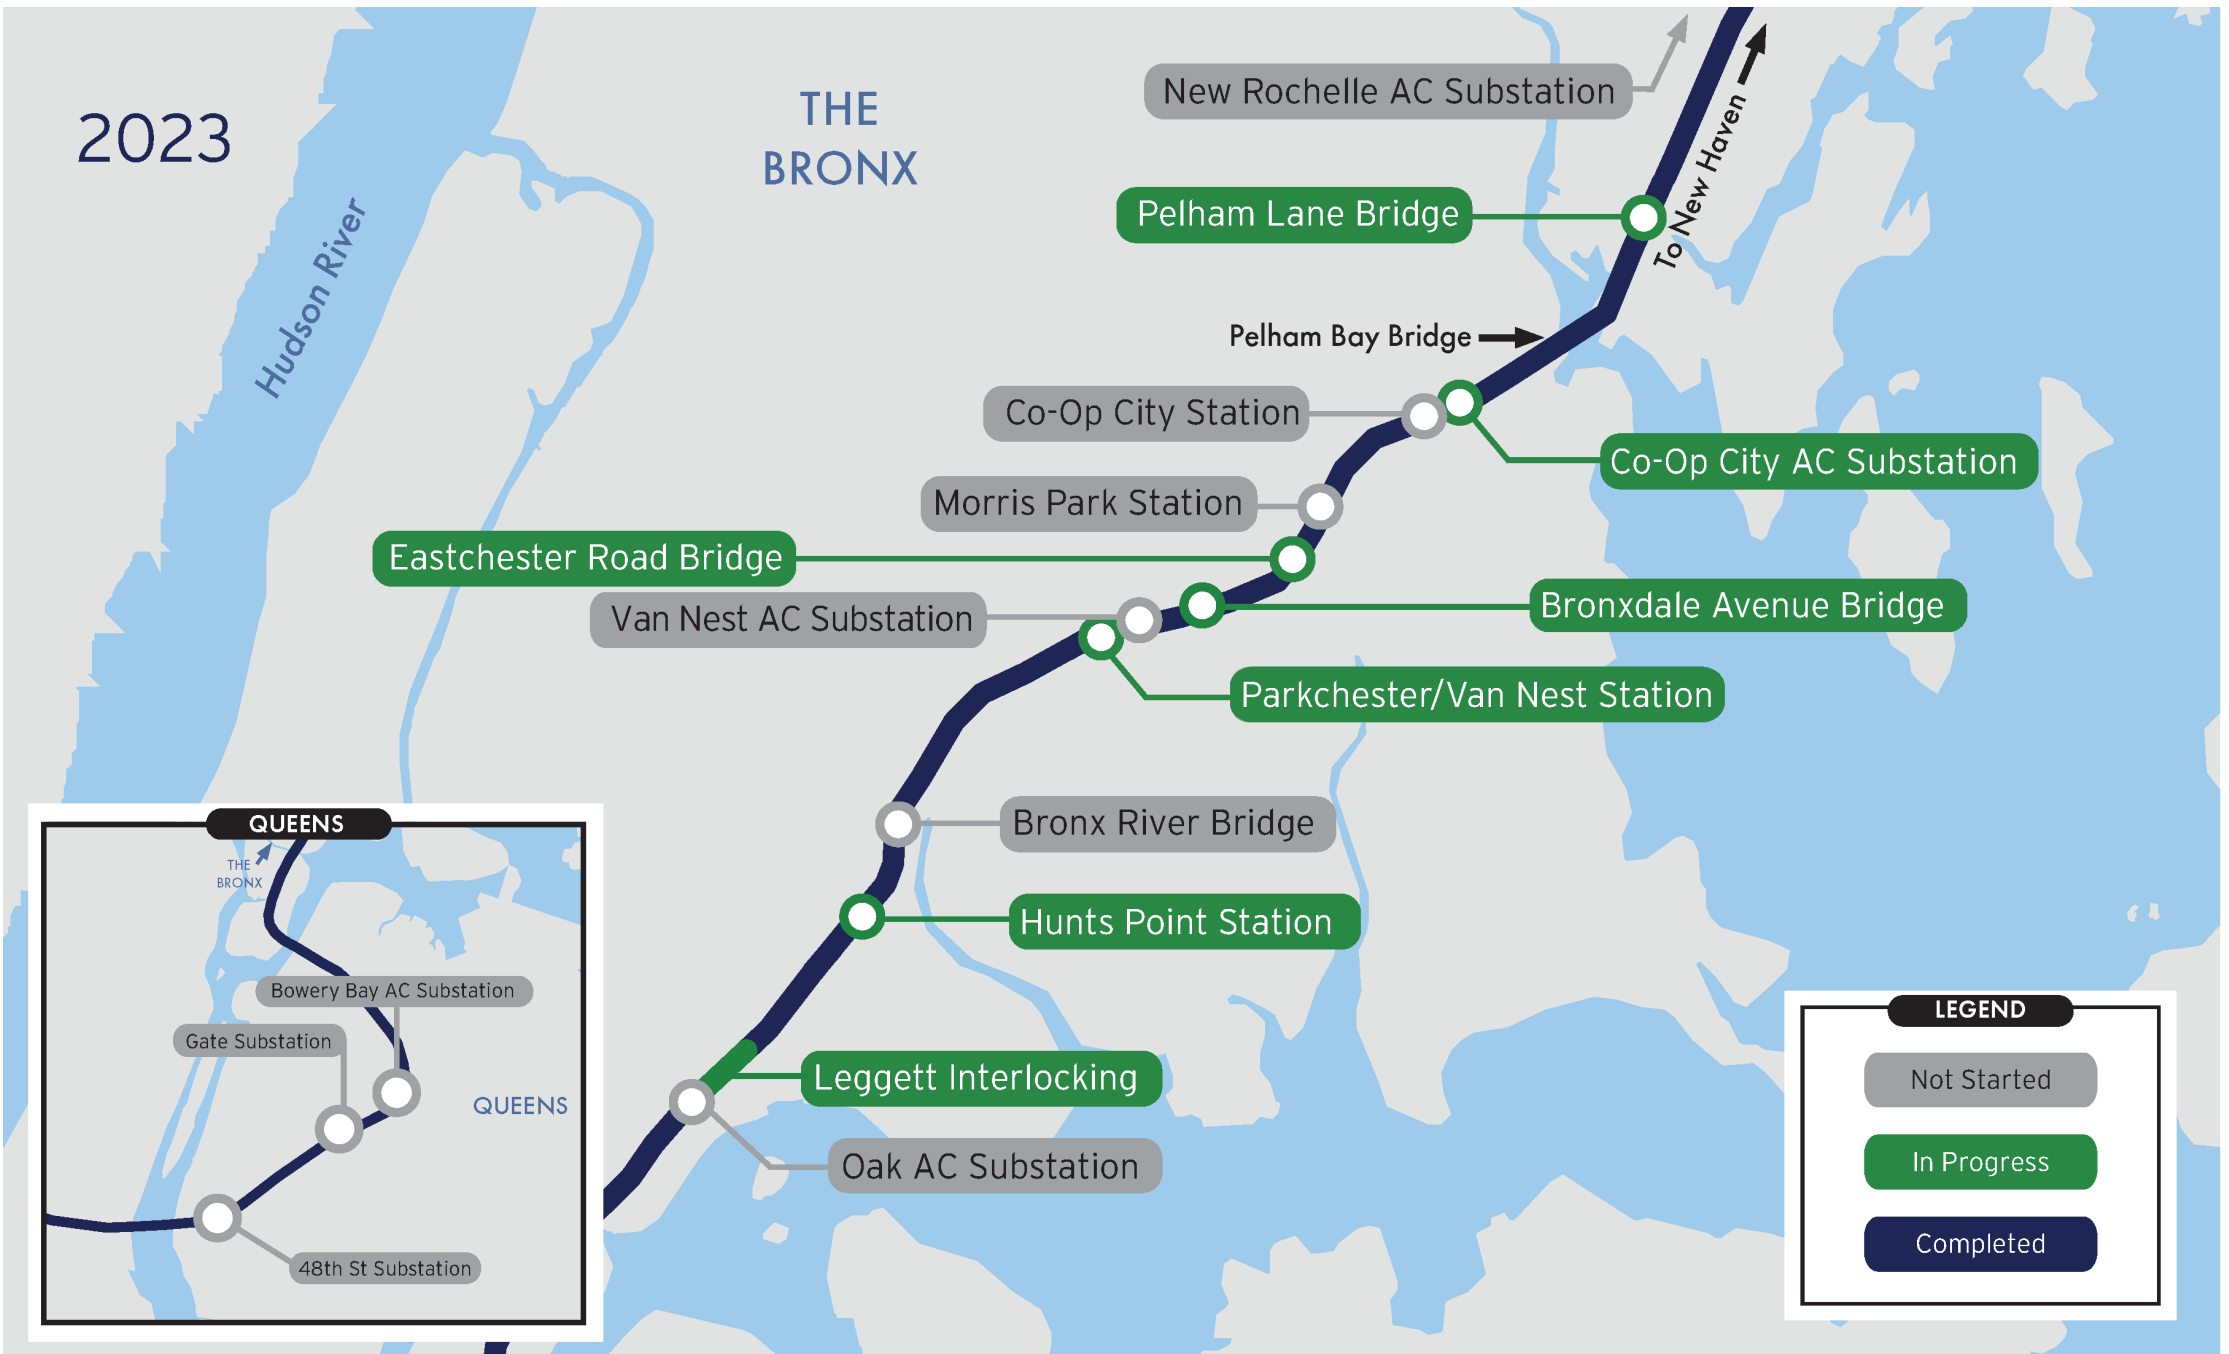 2023
THE
BRONX
Hudson River
New Rochelle AC Substation
To New Haven
Pelham Lane Bridge
Pelham Bay Bridge
Co-Op City Station
Co-Op City AC Substation
Morris Park Station
Eastchester Road Bridge
Van Nest AC Substation
Bronxdale Avenue Bridge
Parkchester/Van Nest Station
Bronx River Bridge
Hunts Point Station
Leggett Interlocking
Oak AC Substation
QUEENS
THE
BRONX
Bowery Bay AC Substation
Gate Substation
QUEENS
48th St Substation
LEGEND
Not Started
In Progress
Completed